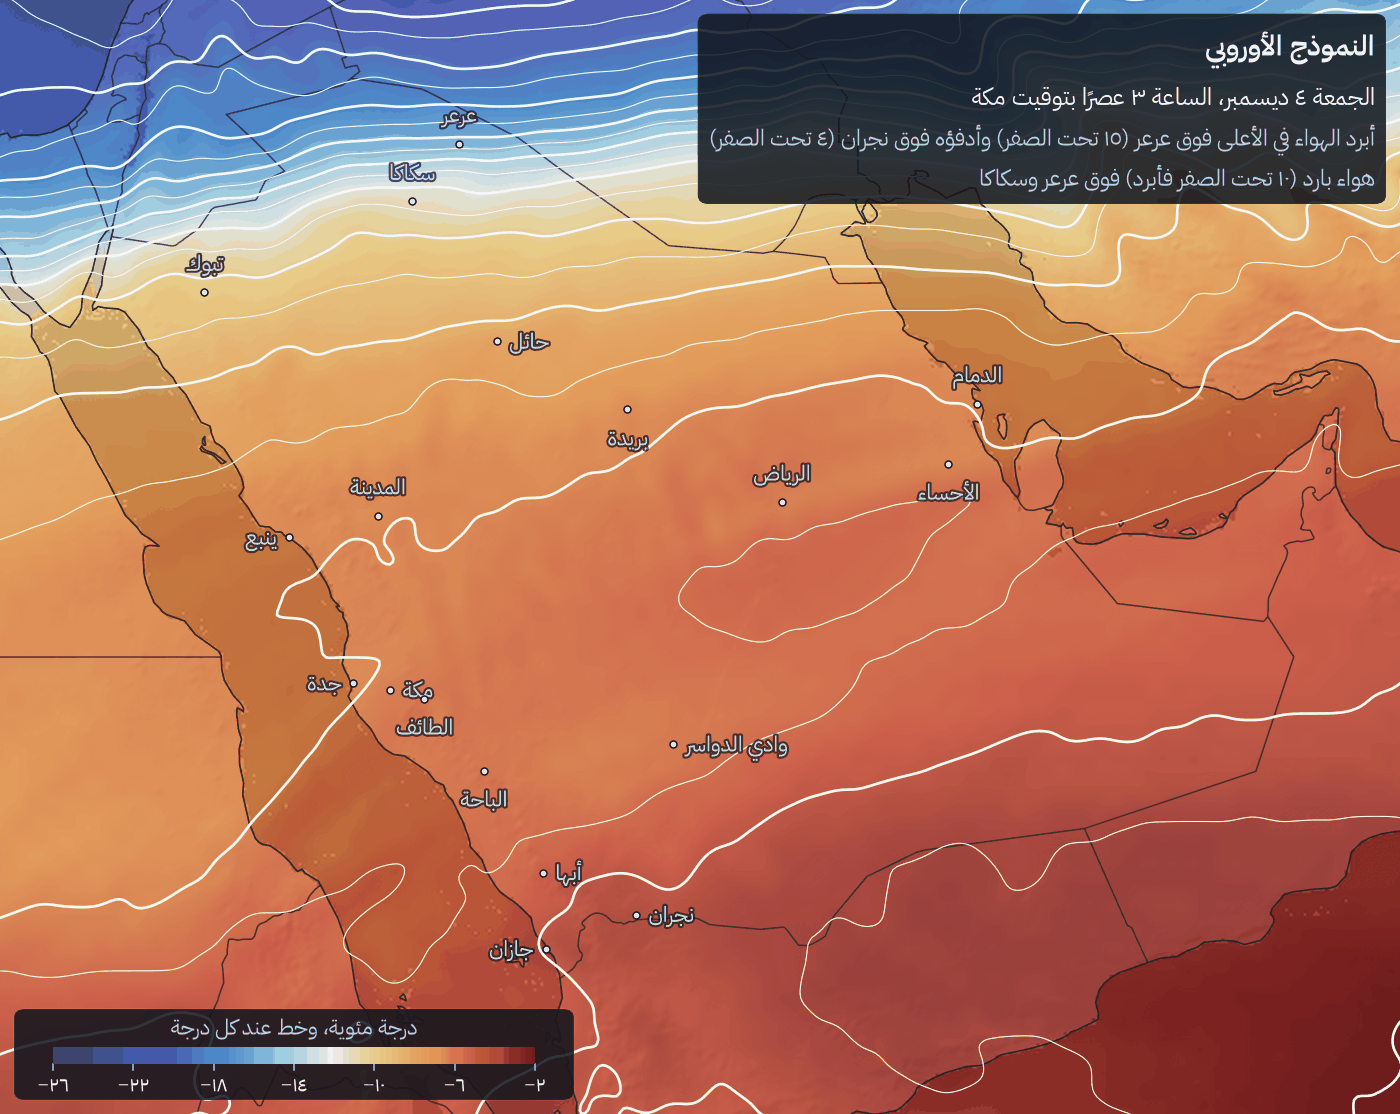 النموذج الأوروبي
الجمعة ٤ ديسمبر، الساعة ٣ عصرًا بتوقيت مكة
أبرد الهواء في الأعلى فوق عرعر (١٥ تحت الصفر) وأدفؤه فوق نجران (٤ تحت الصفر)
هواء بارد (١٠ تحت الصفر فأبرد) فوق عرعر وسكاكا
عرعر
سكاكا
تبوك
حائل
الدمام
بريدة
الرياض
المدينة
الأحساء
ينبع
جدة
مكة
الطائف
وادي الدواسر
الباحة
أبها
نجران
جازان
درجة مئوية، وخط عند كل درجة
−٢٦ −٢٢ −١٨ −١٤ −١٠ −٦ −٢